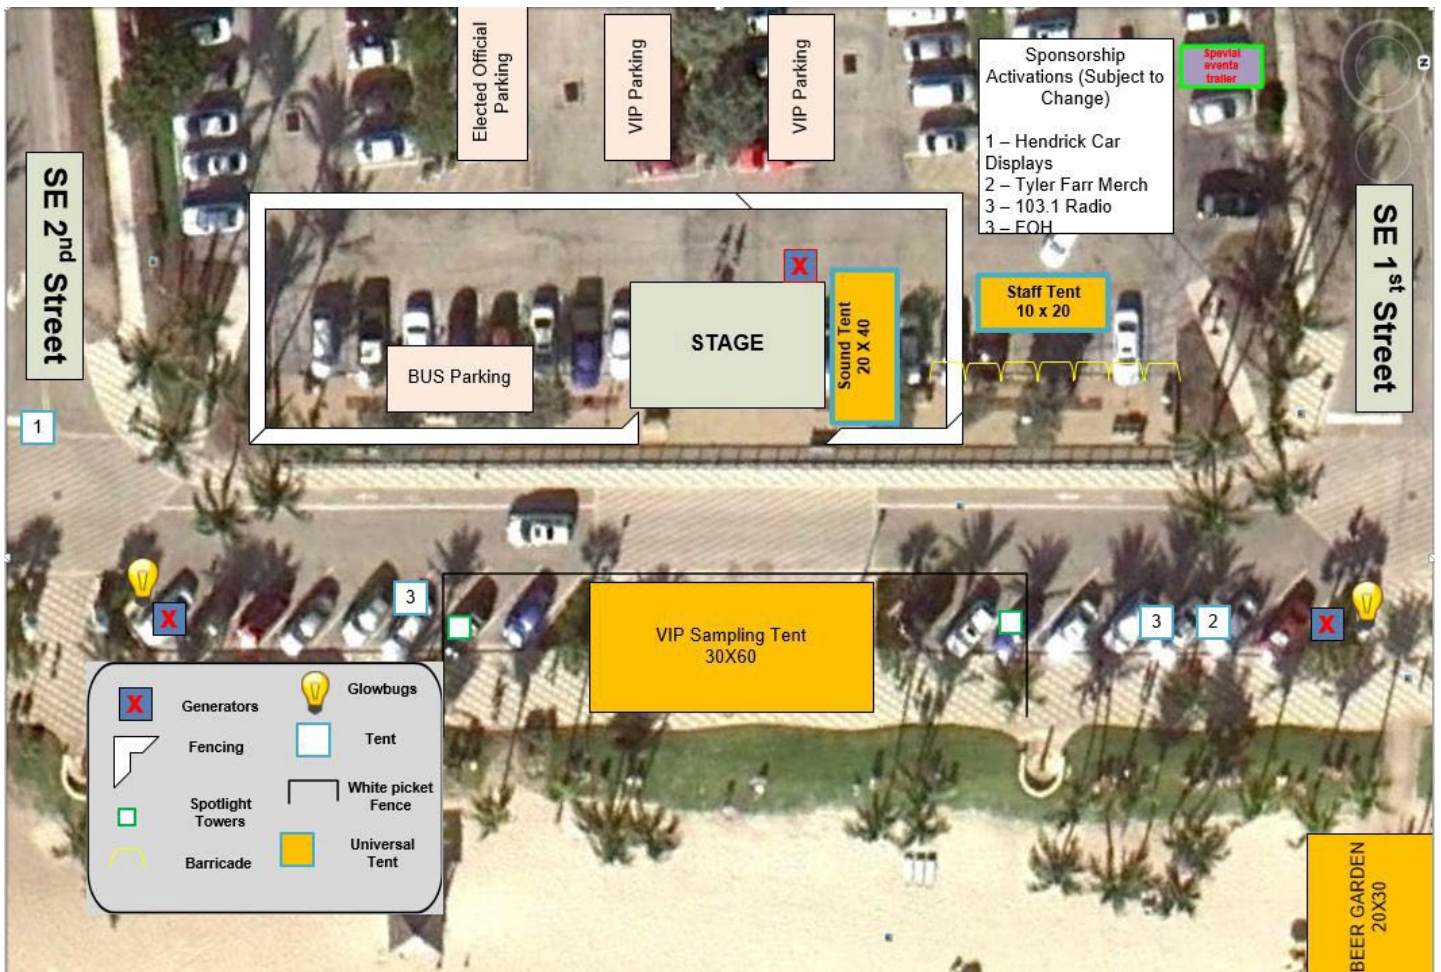 Elected Official
Parking
VIP Parking
VIP Parking
Sponsorship
Activations (Subject to
Change)
1 – Hendrick Car
Displays
2 – Tyler Farr Merch
3 – 103.1 Radio
3 – FOH
Spevial
events
trailer
N
SE 2nd Street
SE 1st Street
X
STAGE
Sound Tent
20 X 40
Staff Tent
10 x 20
BUS Parking
1
3
X
VIP Sampling Tent
30X60
3
2
X
X
Generators
Glowbugs
Fencing
Tent
Spotlight
Towers
White picket
Fence
Barricade
Universal
Tent
BEER GARDEN
20X30